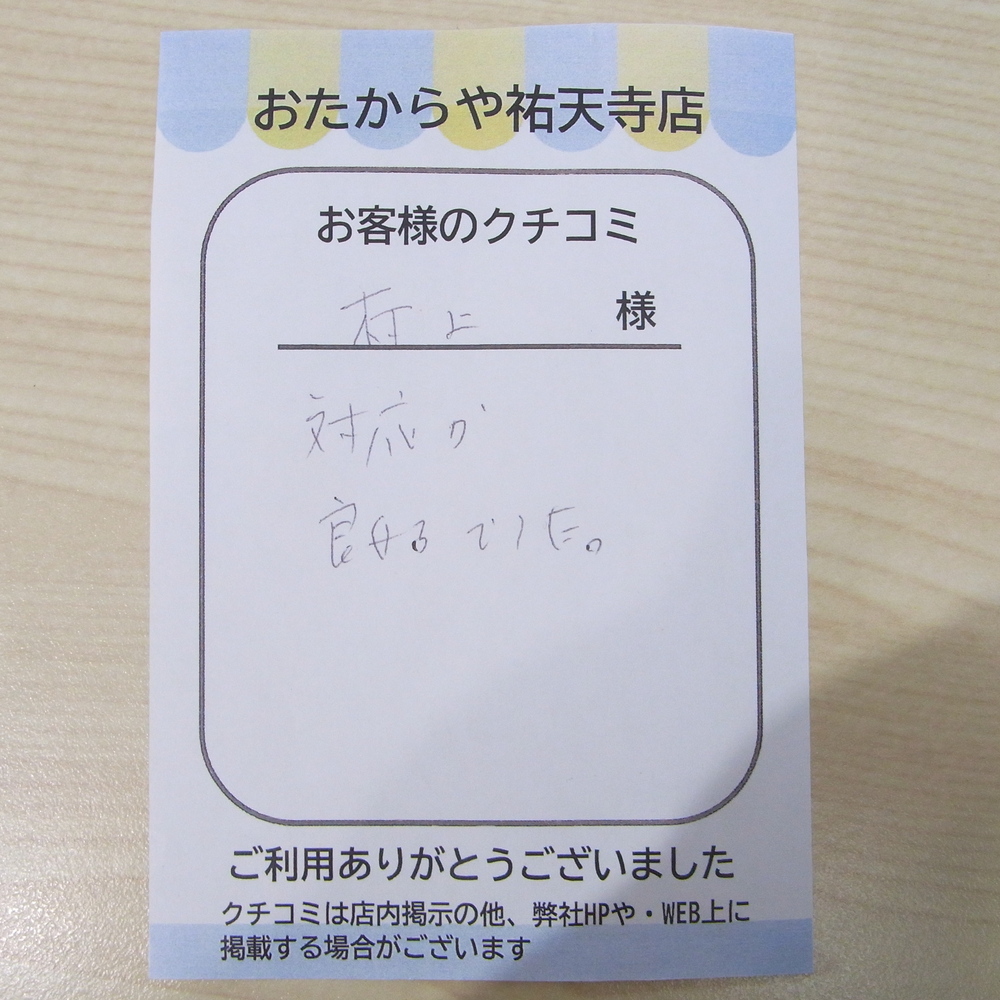 おたからや祐天寺店
お客様のクチコミ
村上 様
対応が
でした。
ご利用ありがとうございました
クチコミは店内掲示の他、弊社HPや・WEB上に
掲載する場合がございます